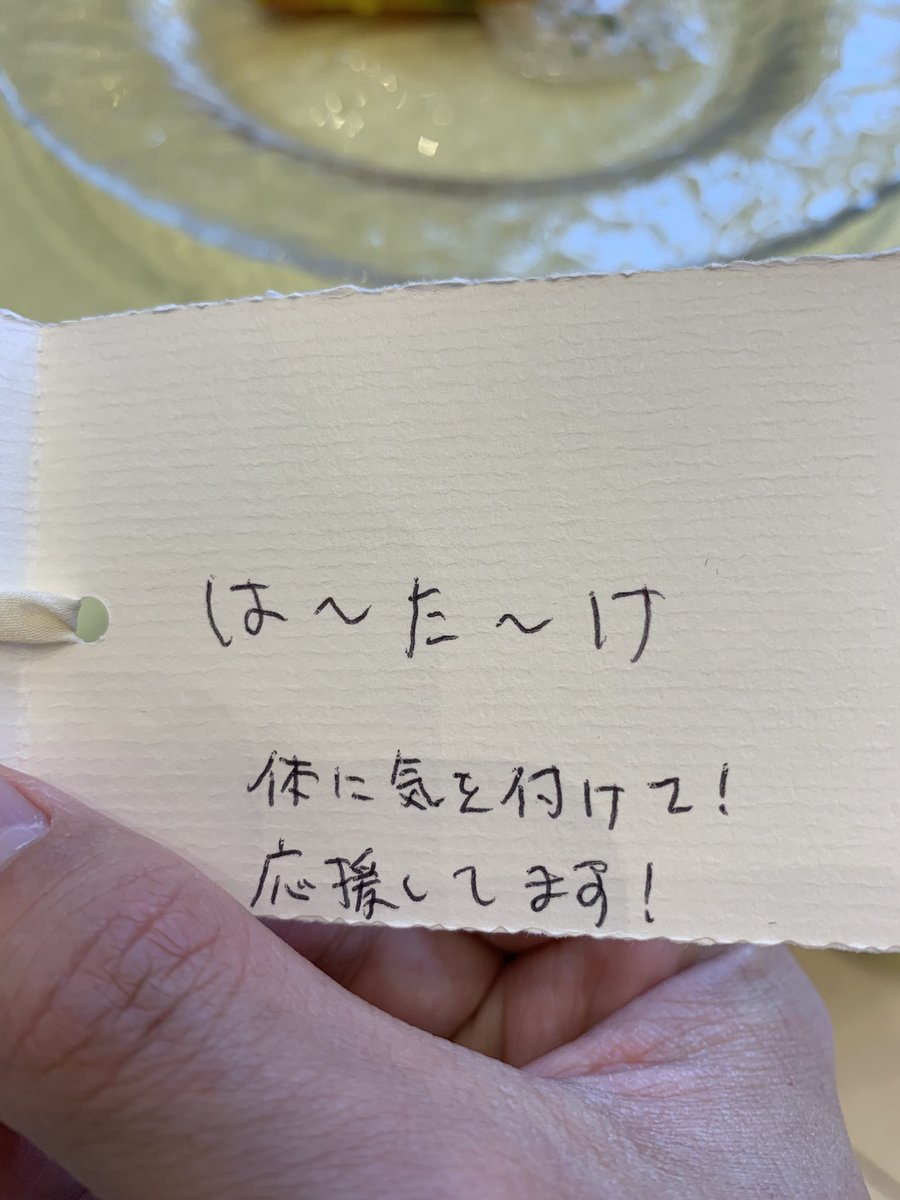 は～た～け
体に気を付けて！
応援してます！